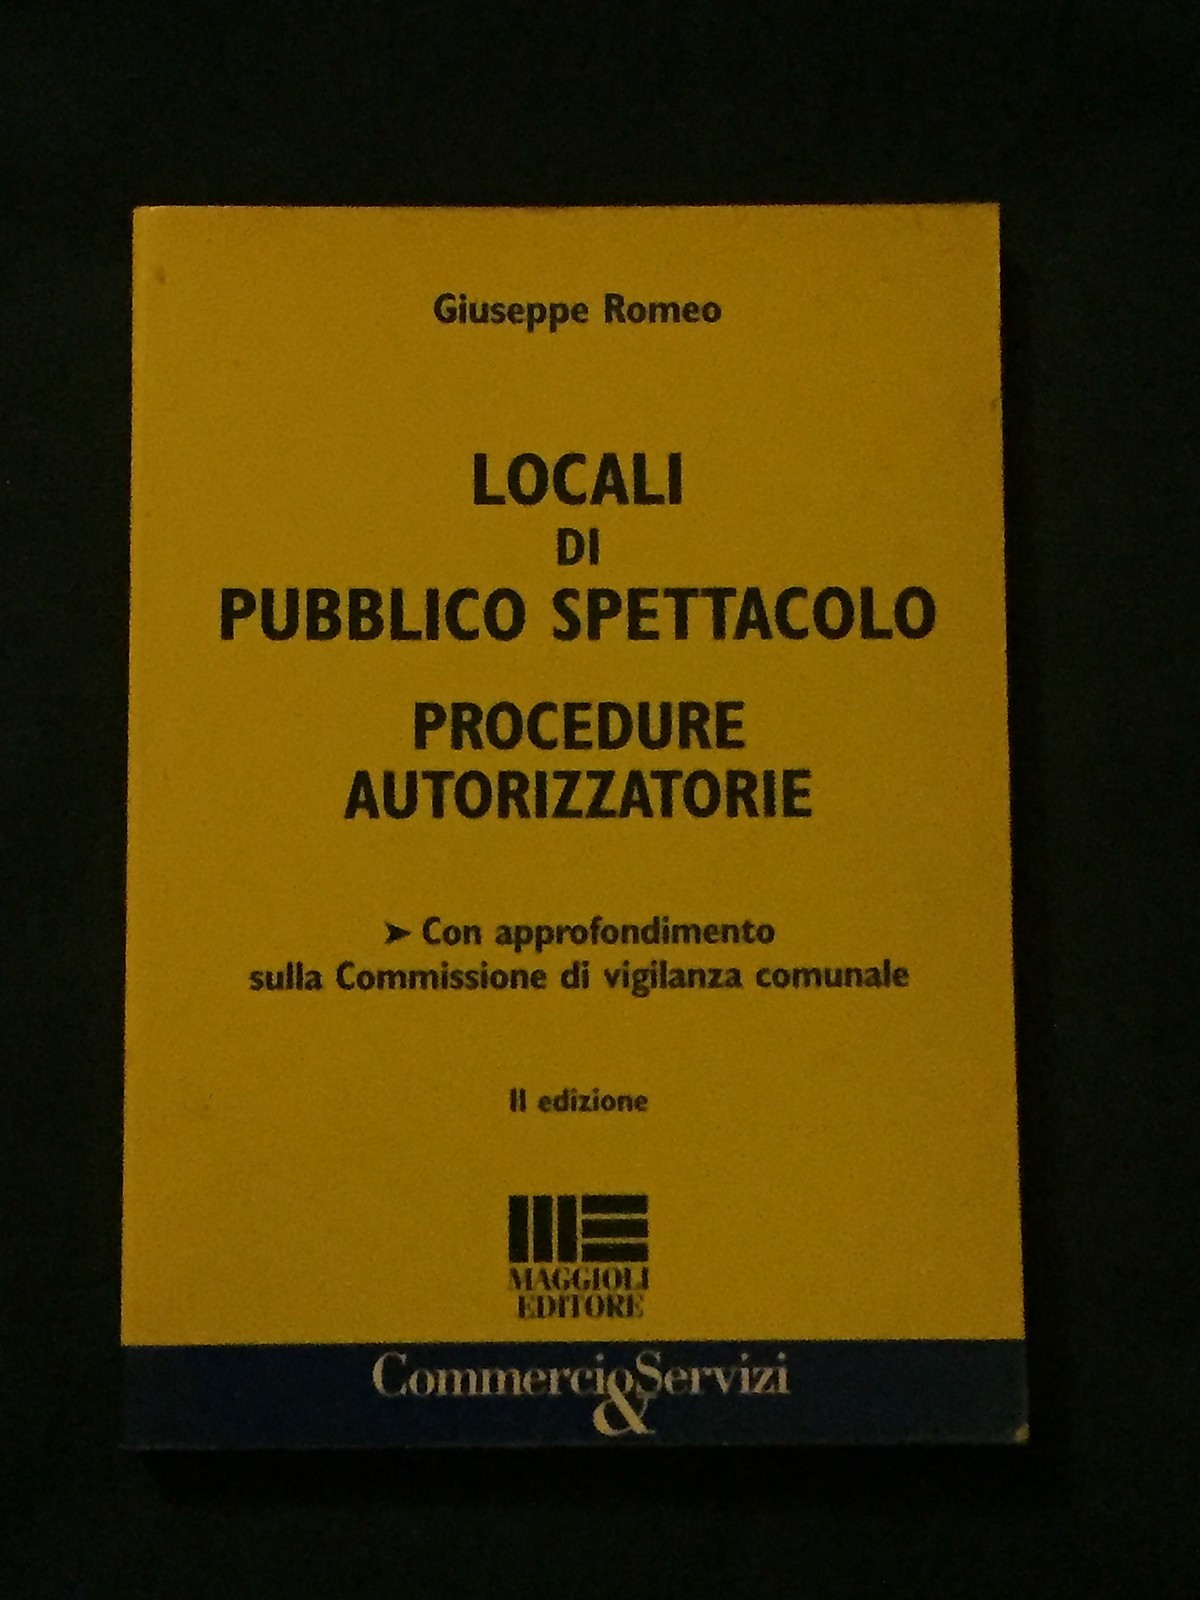 Giuseppe Romeo
LOCALI
DI
PUBBLICO SPETTACOLO
PROCEDURE
AUTORIZZATORIE
➤ Con approfondimento
sulla Commissione di vigilanza comunale
II edizione
MAGGIOLI
EDITORE
Commercio&Servizi